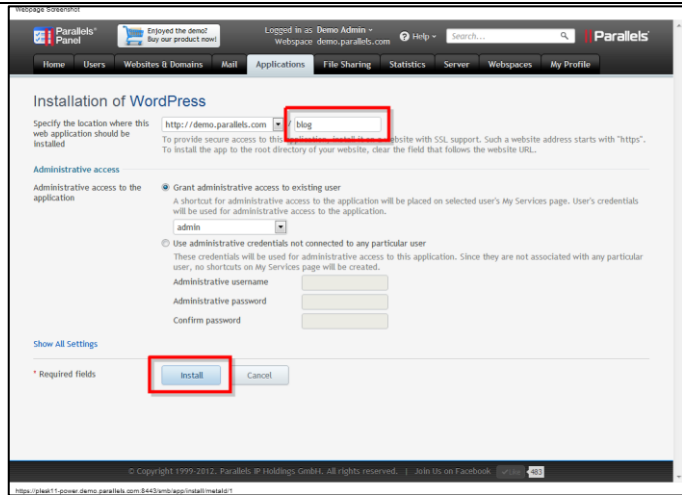 Webpage Screenshot
Parallels® Panel
Enjoyed the demo? Buy our product now!
Logged in as Demo Admin
Webspace demo.parallels.com
Help
Search...
Parallels®
Home Users Websites & Domains Mail Applications File Sharing Statistics Server Webspaces My Profile
Installation of WordPress
Specify the location where this web application should be installed
http://demo.parallels.com / blog
To provide secure access to this application, install it on a website with SSL support. Such a website address starts with "https".
To install the app to the root directory of your website, clear the field that follows the website URL.
Administrative access
Administrative access to the application
Grant administrative access to existing user
A shortcut for administrative access to the application will be placed on selected user's My Services page. User's credentials
will be used for administrative access to the application.
admin
Use administrative credentials not connected to any particular user
These credentials will be used for administrative access to this application. Since they are not associated with any particular
user, no shortcuts on My Services page will be created.
Administrative username
Administrative password
Confirm password
Show All Settings
* Required fields
Install
Cancel
© Copyright 1999-2012. Parallels IP Holdings GmbH. All rights reserved. | Join Us on Facebook
Like 483
https://plesk11-power.demo.parallels.com:8443/smb/app/install/metaId/1